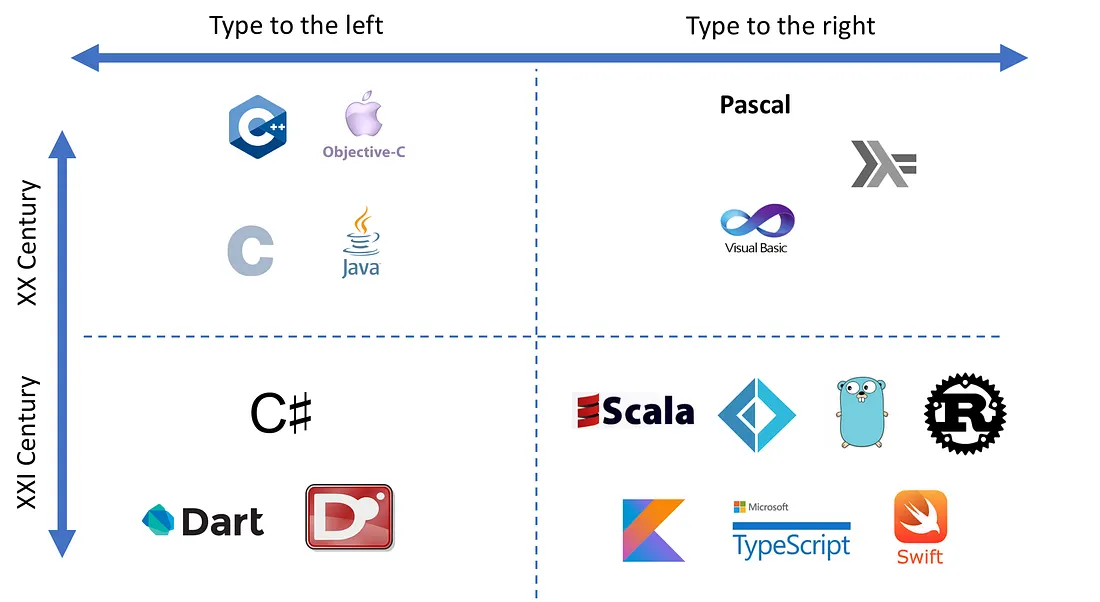 Type to the left
Type to the right
XX Century
C++
Objective-C
Pascal
C
Java
Visual Basic
XXI Century
C#
Scala
R
Dart
D
Microsoft
TypeScript
Swift